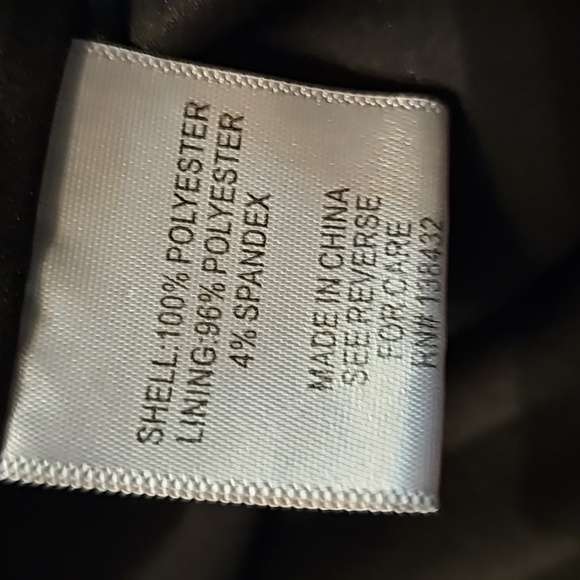 SHELL:100% POLYESTER
LINING:96% POLYESTER
4% SPANDEX
MADE IN CHINA
SEE REVERSE
FOR CARE
RN# 138432